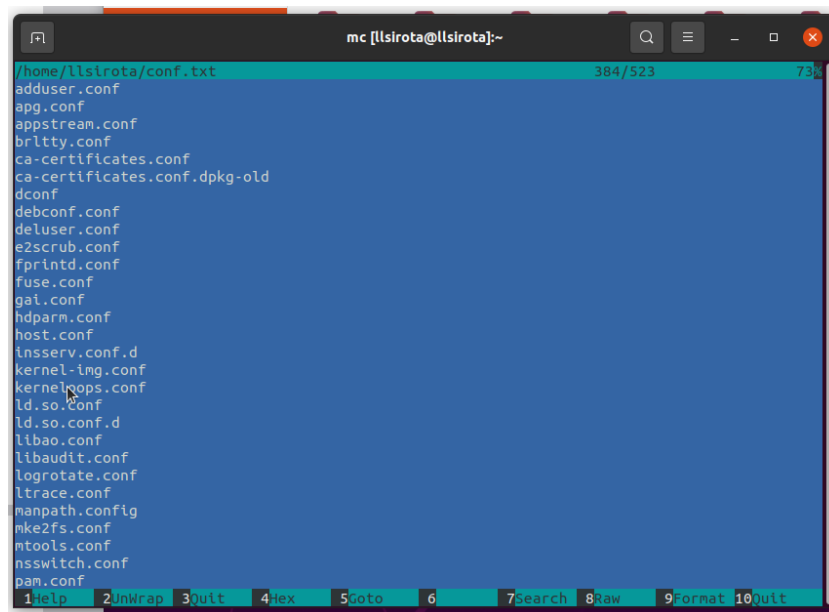 mc [llsirota@llsirota]:~
/home/llsirota/conf.txt 384/523 73%
adduser.conf
apg.conf
appstream.conf
brltty.conf
ca-certificates.conf
ca-certificates.conf.dpkg-old
dconf
debconf.conf
deluser.conf
e2scrub.conf
fprintd.conf
fuse.conf
gai.conf
hdparm.conf
host.conf
insserv.conf.d
kernel-img.conf
kerneloops.conf
ld.so.conf
ld.so.conf.d
libao.conf
libaudit.conf
logrotate.conf
ltrace.conf
manpath.config
mke2fs.conf
mtools.conf
nsswitch.conf
pam.conf
1Help 2UnWrap 3Quit 4Hex 5Goto 6 7Search 8Raw 9Format 10Quit